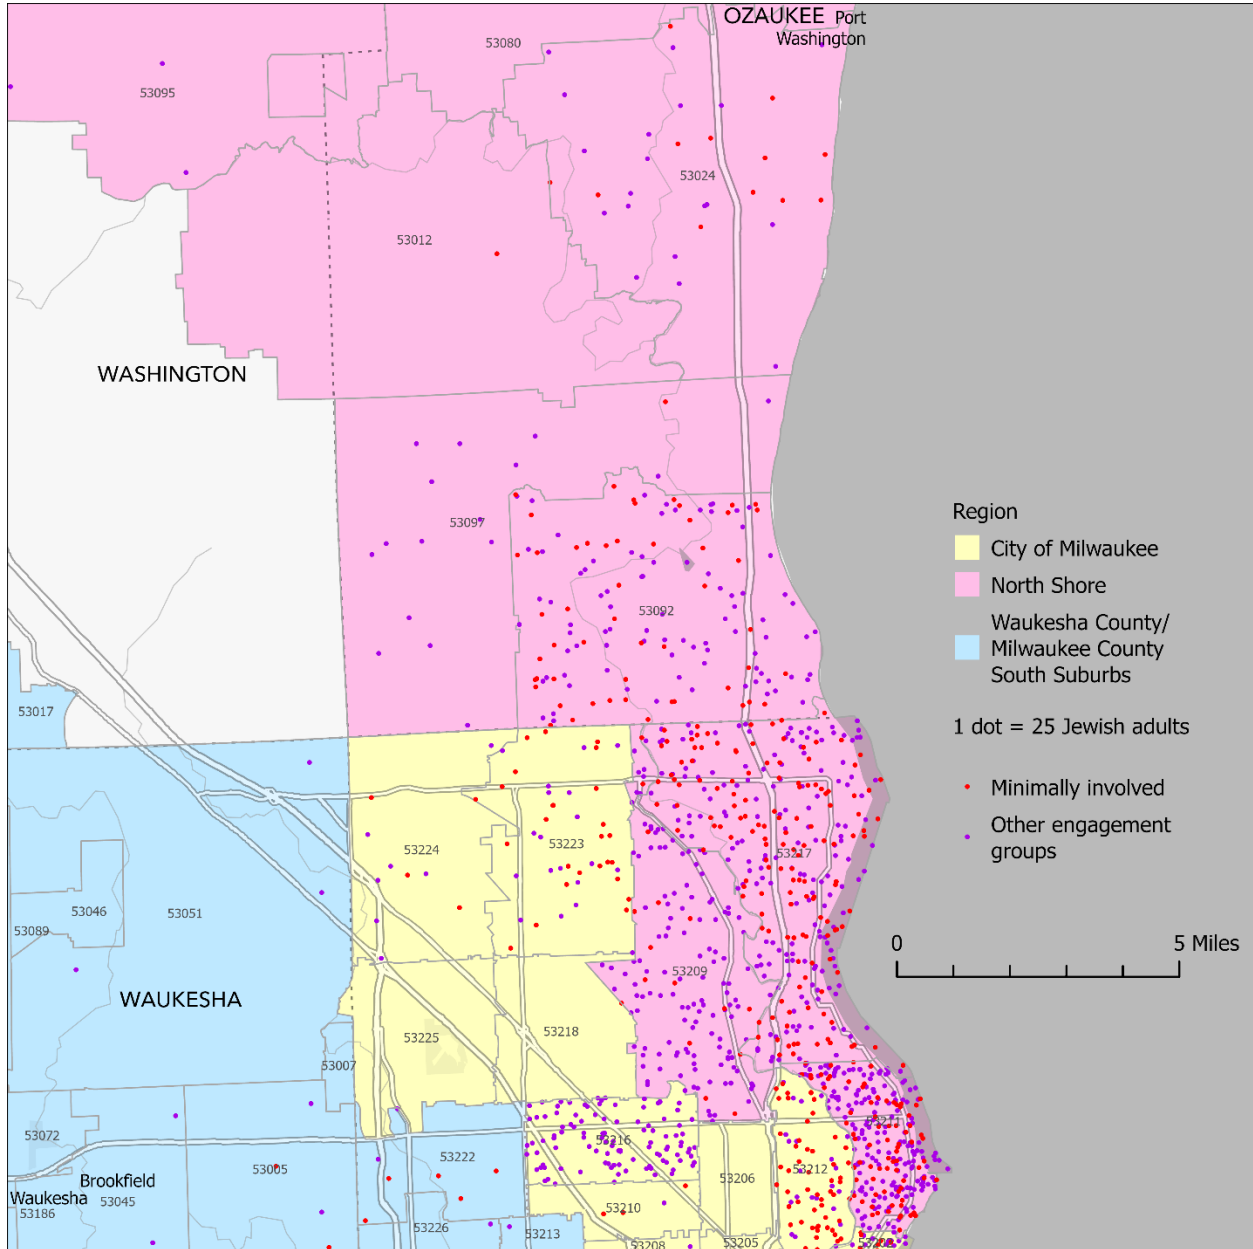 OZAUKEE Port
Washington
53080
53095
53024
53012
WASHINGTON
53097
53092
53017
Region
City of Milwaukee
North Shore
Waukesha County/
Milwaukee County
South Suburbs
1 dot = 25 Jewish adults
Minimally involved
Other engagement
groups
53224
53223
53217
53046
53051
53089
0
5 Miles
53209
WAUKESHA
53225
53218
53007
53072
53222
53216
53211
53005
53212
53206
Brookfield
Waukesha
53045
53186
53210
53226
53213
53208
53205
53202